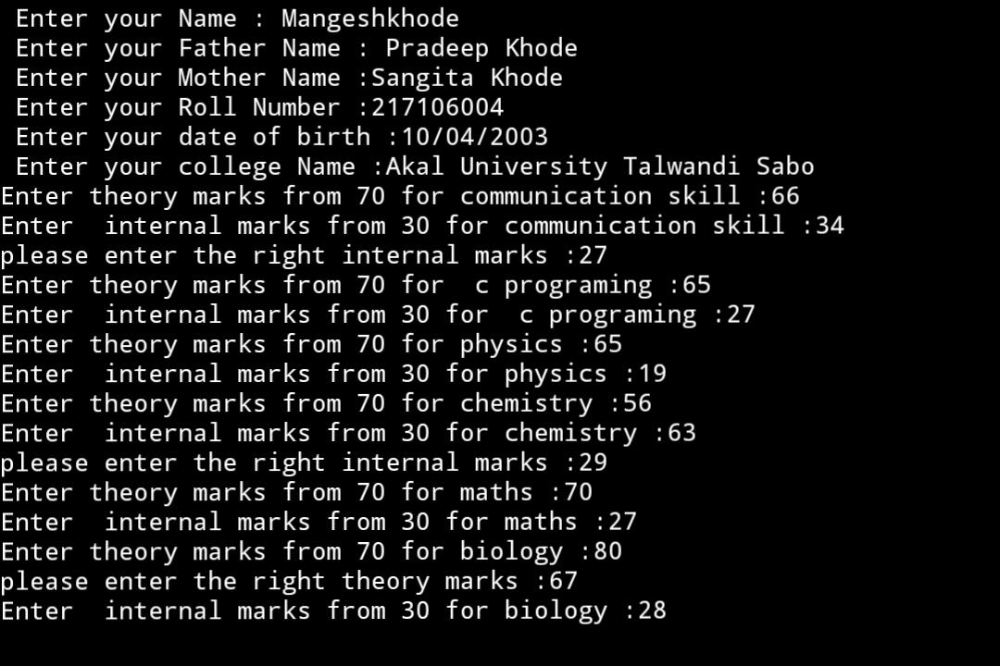 Enter your Name : Mangeshkhode
Enter your Father Name : Pradeep Khode
Enter your Mother Name :Sangita Khode
Enter your Roll Number :217106004
Enter your date of birth :10/04/2003
Enter your college Name :Akal University Talwandi Sabo
Enter theory marks from 70 for communication skill :66
Enter  internal marks from 30 for communication skill :34
please enter the right internal marks :27
Enter theory marks from 70 for  c programing :65
Enter  internal marks from 30 for  c programing :27
Enter theory marks from 70 for physics :65
Enter  internal marks from 30 for physics :19
Enter theory marks from 70 for chemistry :56
Enter  internal marks from 30 for chemistry :63
please enter the right internal marks :29
Enter theory marks from 70 for maths :70
Enter  internal marks from 30 for maths :27
Enter theory marks from 70 for biology :80
please enter the right theory marks :67
Enter  internal marks from 30 for biology :28